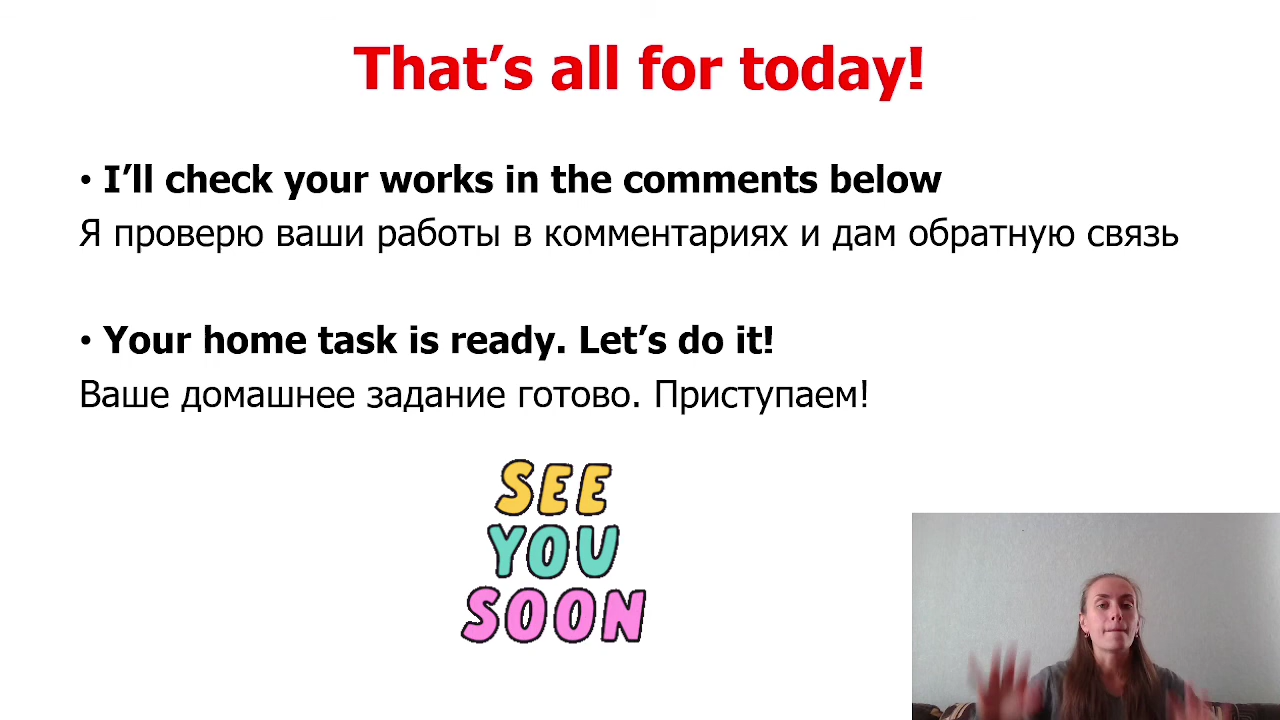 That’s all for today!
• I’ll check your works in the comments below
Я проверю ваши работы в комментариях и дам обратную связь
• Your home task is ready. Let’s do it!
Ваше домашнее задание готово. Приступаем!
SEE
YOU
SOON